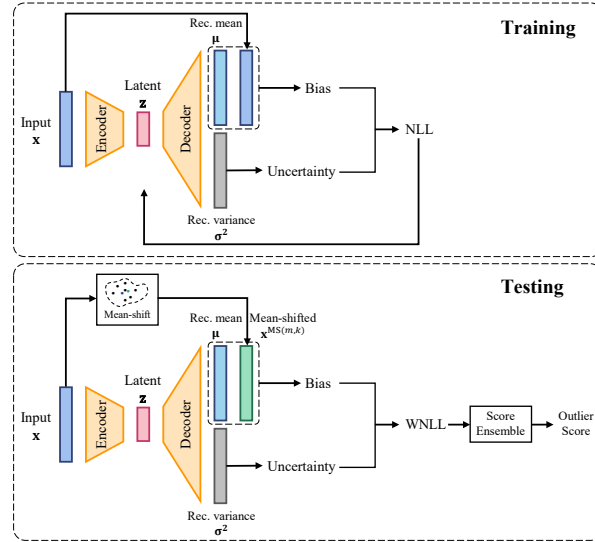 Training
Rec. mean
μ
Latent
z
Input
x
Encoder
Decoder
Bias
NLL
Uncertainty
Rec. variance
σ²
Testing
Mean-shift
Rec. mean
μ
Mean-shifted
x^MS(m,k)
Latent
z
Input
x
Encoder
Decoder
Bias
WNLL
Score
Ensemble
Outlier
Score
Uncertainty
Rec. variance
σ²